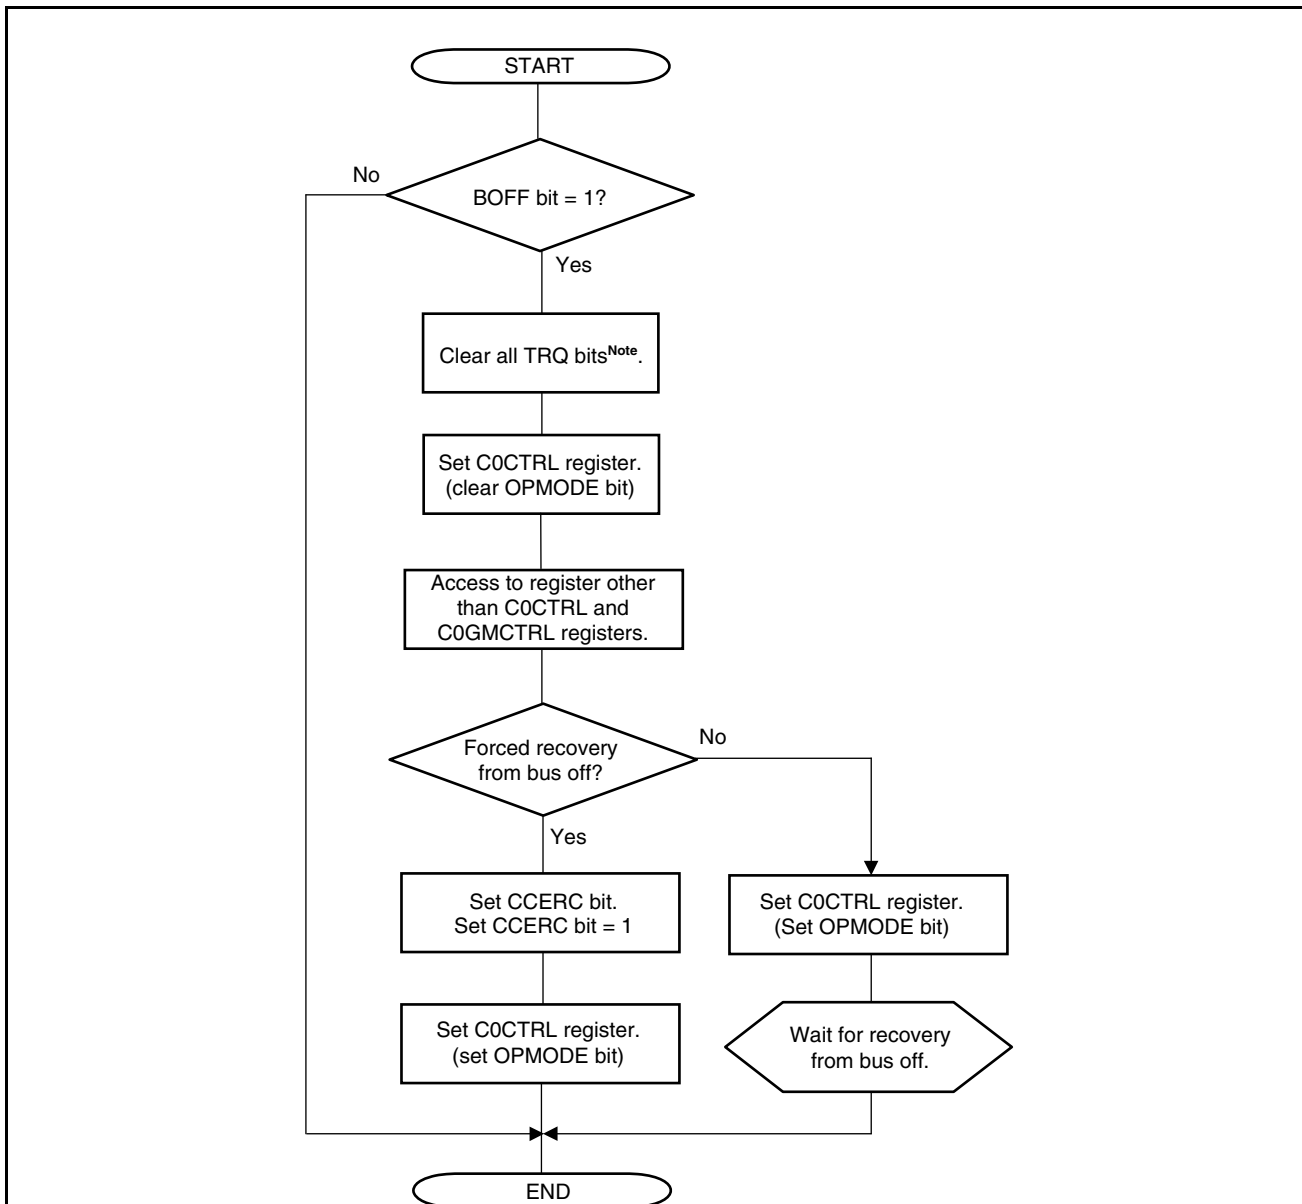 START
No
BOFF bit = 1?
Yes
Clear all TRQ bitsNote.
Set C0CTRL register.
(clear OPMODE bit)
Access to register other
than C0CTRL and
C0GMCTRL registers.
Forced recovery
from bus off?
No
Yes
Set CCERC bit.
Set CCERC bit = 1
Set C0CTRL register.
(Set OPMODE bit)
Set C0CTRL register.
(set OPMODE bit)
Wait for recovery
from bus off.
END